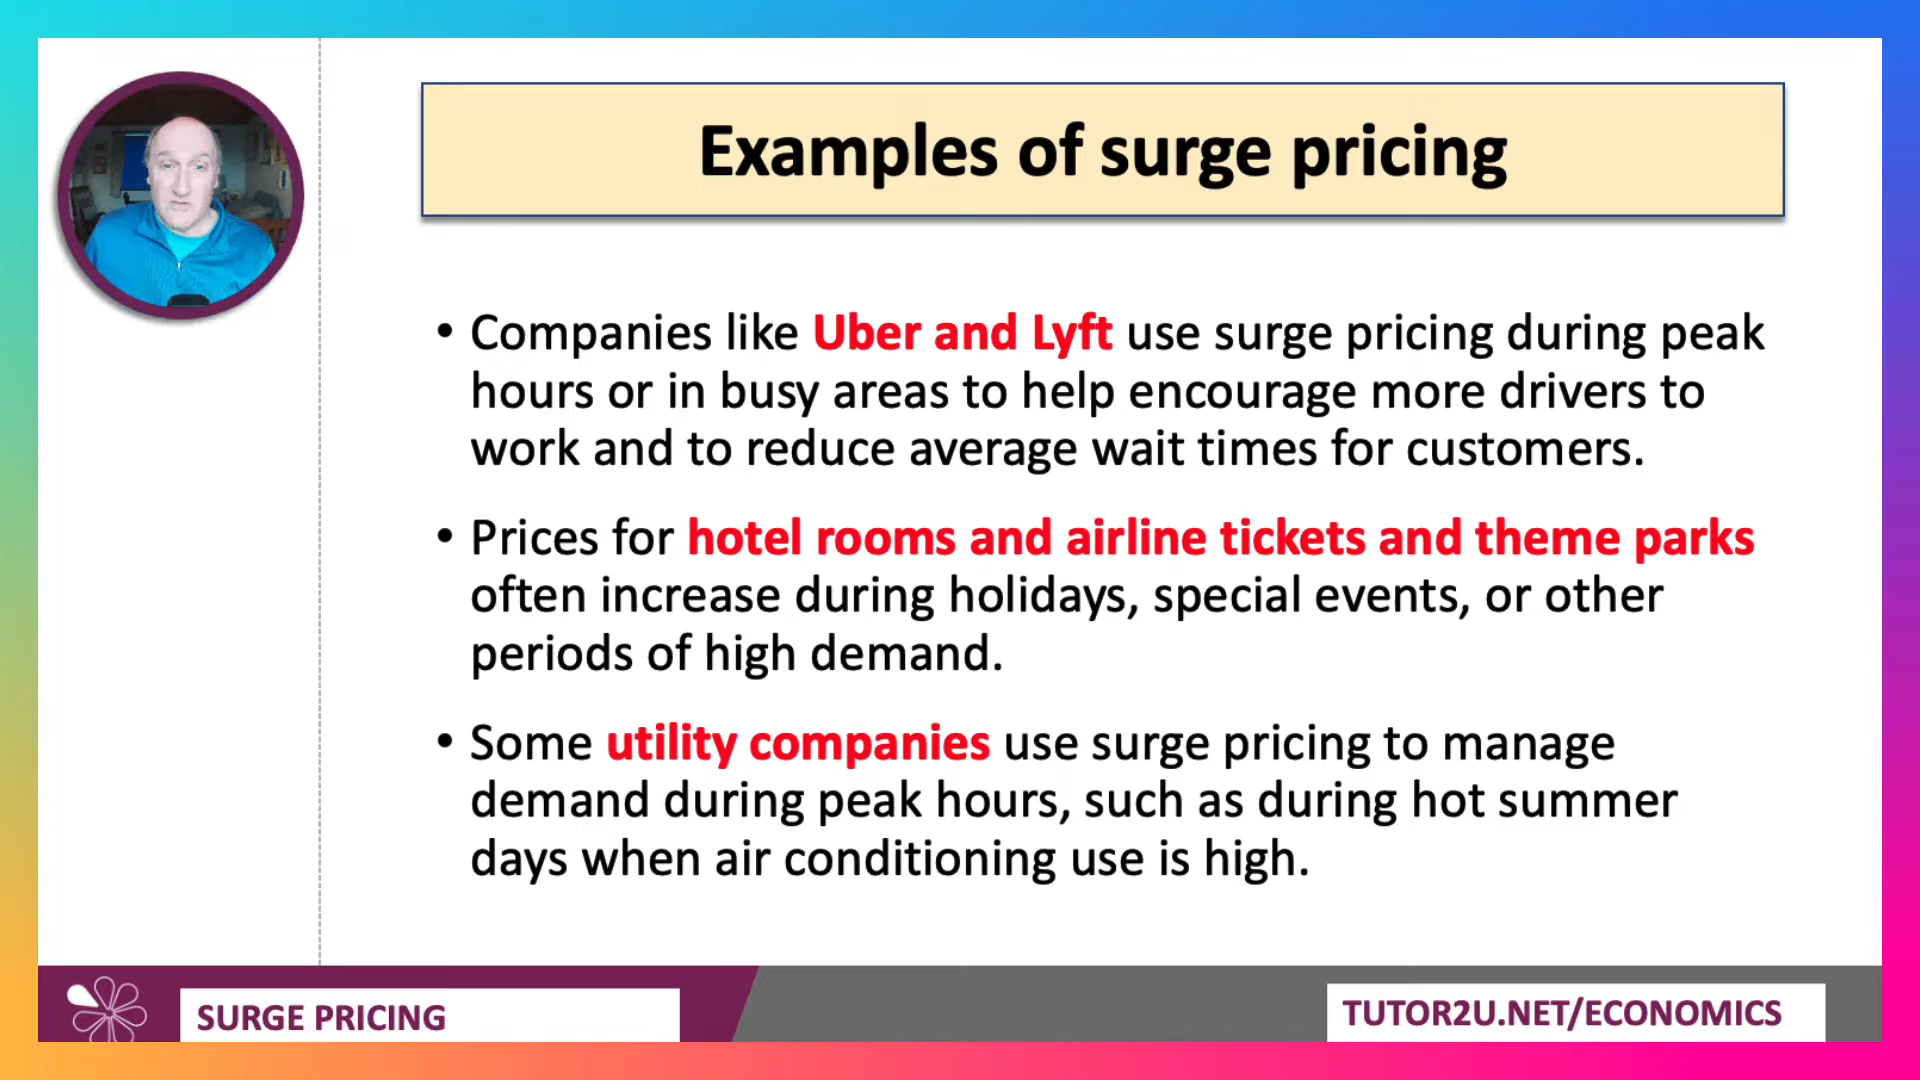 Examples of surge pricing
• Companies like Uber and Lyft use surge pricing during peak
hours or in busy areas to help encourage more drivers to
work and to reduce average wait times for customers.
• Prices for hotel rooms and airline tickets and theme parks
often increase during holidays, special events, or other
periods of high demand.
• Some utility companies use surge pricing to manage
demand during peak hours, such as during hot summer
days when air conditioning use is high.
SURGE PRICING
TUTOR2U.NET/ECONOMICS